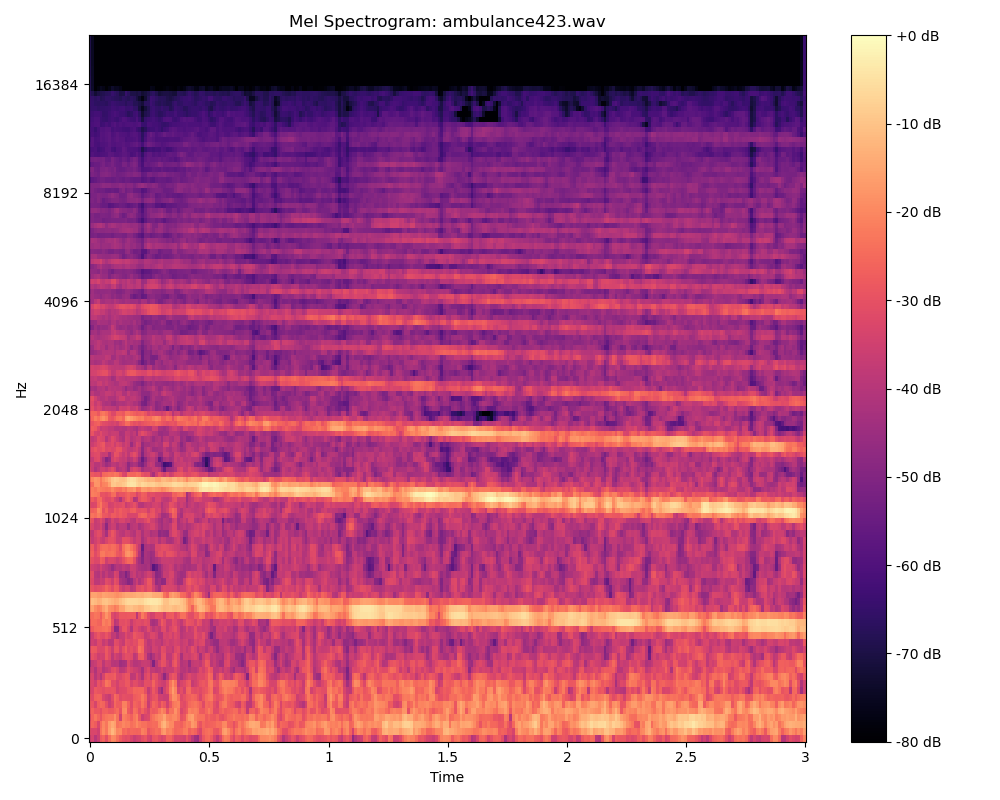 Mel Spectrogram: ambulance423.wav
Hz
16384
8192
4096
2048
1024
512
0
0 0.5 1 1.5 2 2.5 3
Time
+0 dB
-10 dB
-20 dB
-30 dB
-40 dB
-50 dB
-60 dB
-70 dB
-80 dB